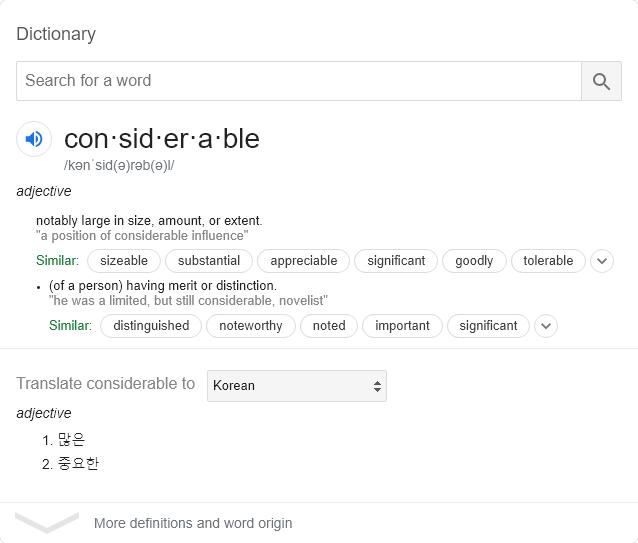 Dictionary
Search for a word
con·sid·er·a·ble
/kənˈsid(ə)rəb(ə)l/
adjective
notably large in size, amount, or extent.
"a position of considerable influence"
Similar: sizeable substantial appreciable significant goodly tolerable
• (of a person) having merit or distinction.
"he was a limited, but still considerable, novelist"
Similar: distinguished noteworthy noted important significant
Translate considerable to Korean
adjective
1. 많은
2. 중요한
More definitions and word origin